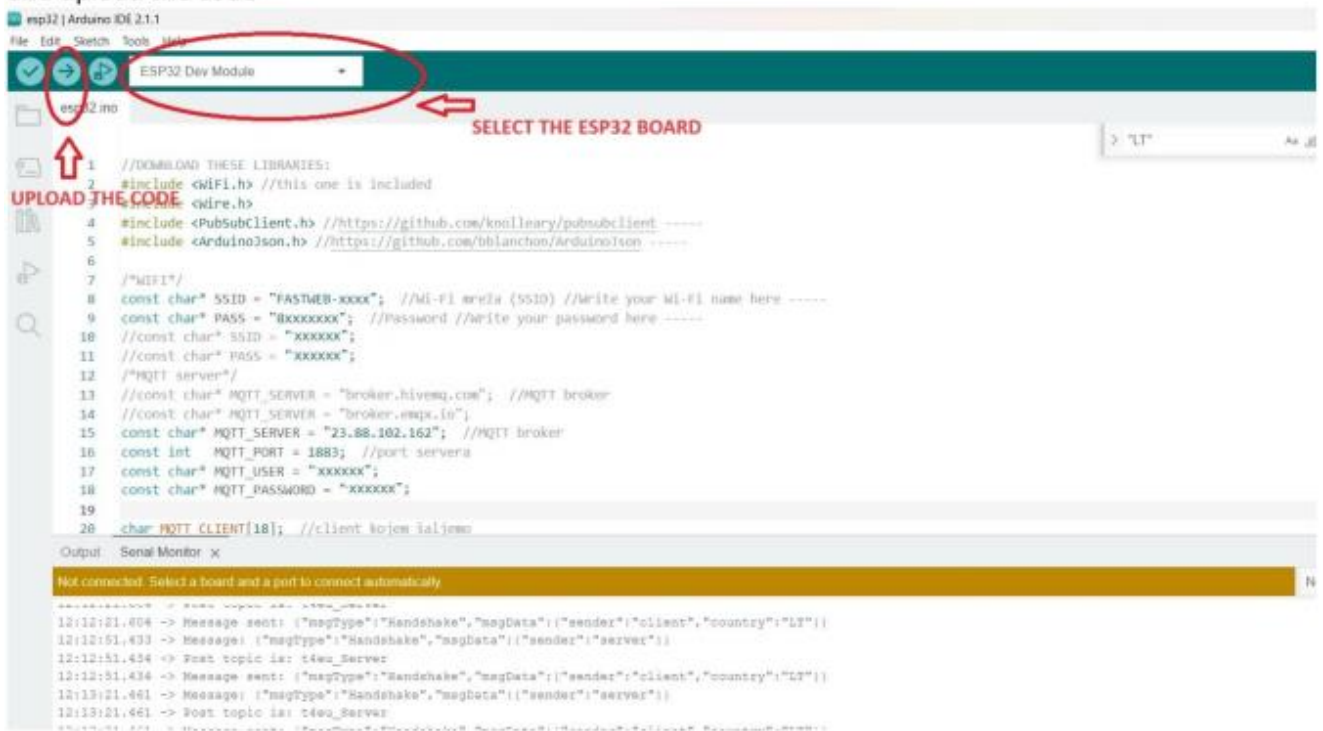 esp32 | Arduino IDE 2.1.1
File Edit Sketch Tools Help
ESP32 Dev Module
esp32.ino
SELECT THE ESP32 BOARD
"LT"
UPLOAD THE CODE
1 //DOWNLOAD THESE LIBRARIES:
2 #include <WiFi.h> //this one is included
3 #include <Wire.h>
4 #include <PubSubClient.h> //https://github.com/knolleary/pubsubclient -----
5 #include <ArduinoJson.h> //https://github.com/bblanchon/ArduinoJson -----
6
7 /*WIFI*/
8 const char* SSID = "FASTWEB-xxxx"; //Wi-Fi mreža (SSID) //Write your Wi-Fi name here -----
9 const char* PASS = "8xxxxxxx"; //Password //Write your password here -----
10 //const char* SSID = "xxxxxx";
11 //const char* PASS = "xxxxxx";
12 /*MQTT server*/
13 //const char* MQTT_SERVER = "broker.hivemq.com"; //MQTT broker
14 //const char* MQTT_SERVER = "broker.emqx.io";
15 const char* MQTT_SERVER = "23.88.102.162"; //MQTT broker
16 const int MQTT_PORT = 1883; //port servera
17 const char* MQTT_USER = "xxxxxx";
18 const char* MQTT_PASSWORD = "xxxxxx";
19
20 char MQTT_CLIENT[18]; //client kojem šaljemo
Output Serial Monitor x
Not connected. Select a board and a port to connect automatically.
12:12:21.604 -> Message sent: {"msgType":"Handshake","msgData":{"sender":"client","country":"LT"}}
12:12:51.433 -> Message: {"msgType":"Handshake","msgData":{"sender":"server"}}
12:12:51.434 -> Post topic is: t4eu_Server
12:12:51.434 -> Message sent: {"msgType":"Handshake","msgData":{"sender":"client","country":"LT"}}
12:13:21.461 -> Message: {"msgType":"Handshake","msgData":{"sender":"server"}}
12:13:21.461 -> Post topic is: t4eu_Server